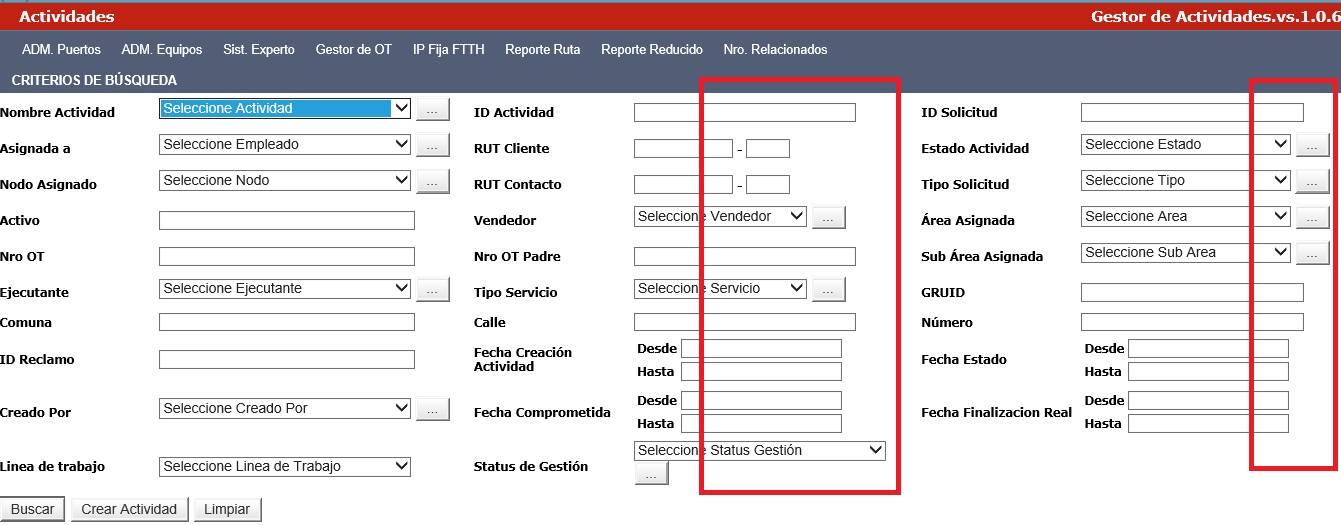 Actividades
Gestor de Actividades.vs.1.0.6
ADM. Puertos ADM. Equipos Sist. Experto Gestor de OT IP Fija FTTH Reporte Ruta Reporte Reducido Nro. Relacionados
CRITERIOS DE BÚSQUEDA
Nombre Actividad Seleccione Actividad ... ID Actividad ID Solicitud
Asignada a Seleccione Empleado ... RUT Cliente - Estado Actividad Seleccione Estado ...
Nodo Asignado Seleccione Nodo ... RUT Contacto - Tipo Solicitud Seleccione Tipo ...
Activo Vendedor Seleccione Vendedor ... Área Asignada Seleccione Area ...
Nro OT Nro OT Padre Sub Área Asignada Seleccione Sub Area ...
Ejecutante Seleccione Ejecutante ... Tipo Servicio Seleccione Servicio ... GRUID
Comuna Calle Número
ID Reclamo Fecha Creación Actividad Desde Fecha Estado Desde
Hasta Hasta
Creado Por Seleccione Creado Por ... Fecha Comprometida Desde Fecha Finalizacion Real Desde
Hasta Hasta
Linea de trabajo Seleccione Linea de Trabajo Status de Gestión Seleccione Status Gestión
...
Buscar Crear Actividad Limpiar